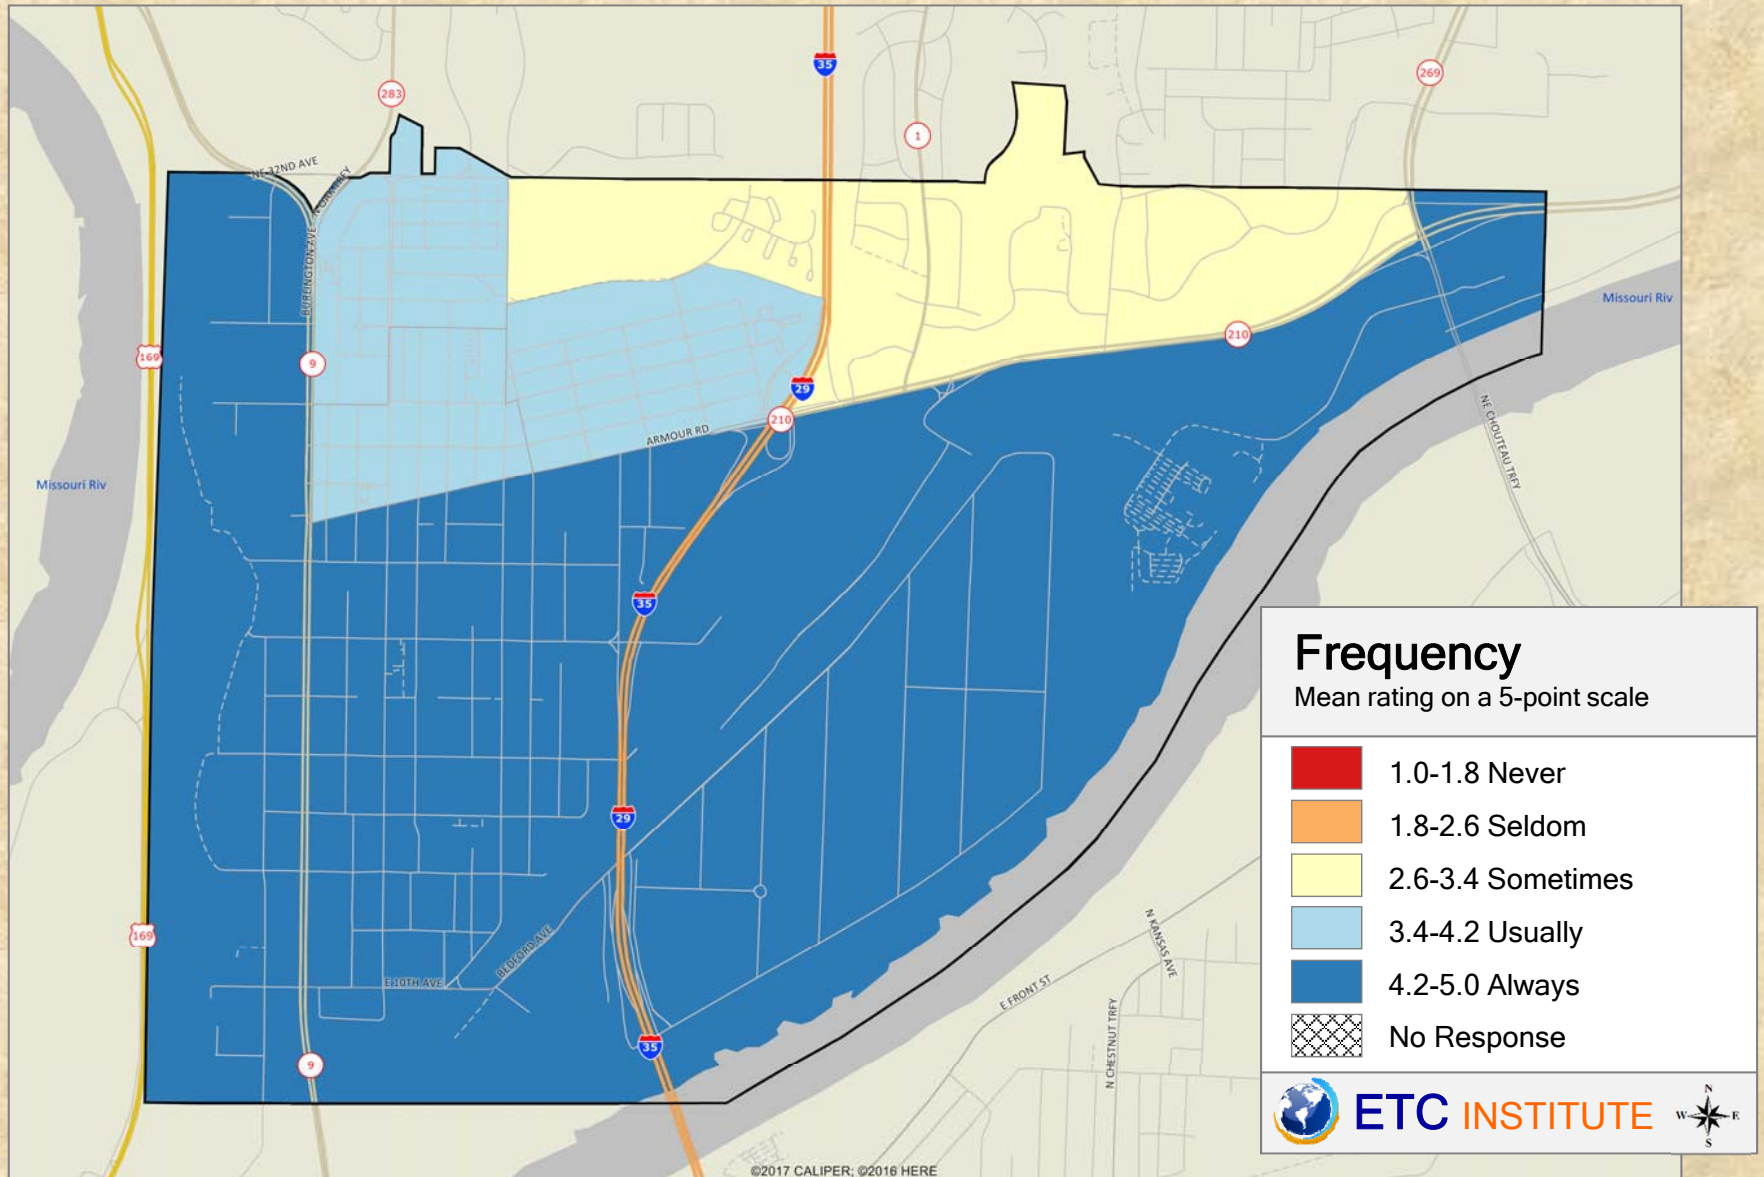 35
269
283
1
NE 32ND AVE
N OAK TRFY
BURLINGTON AVE
Missouri Riv
210
169
9
29
210
ARMOUR RD
NE CHOUTEAU TRFY
Missouri Riv
35
Frequency
Mean rating on a 5-point scale
1.0-1.8 Never
1.8-2.6 Seldom
2.6-3.4 Sometimes
3.4-4.2 Usually
4.2-5.0 Always
No Response
29
169
BEDFORD AVE
E 10TH AVE
N KANSAS AVE
E FRONT ST
N CHESTNUT TRFY
35
9
ETC INSTITUTE
N
W
E
S
©2017 CALIPER; ©2016 HERE